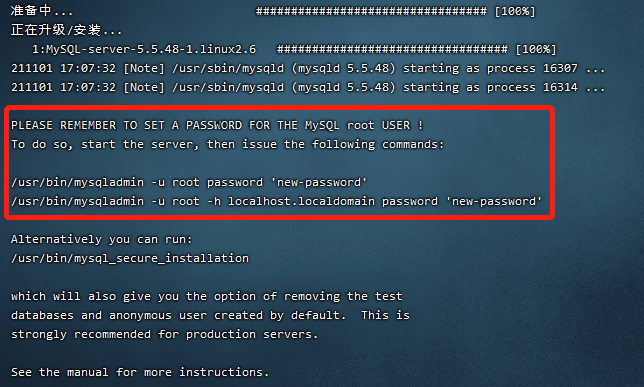 准备中...                          ################################# [100%]
正在升级/安装...
   1:MySQL-server-5.5.48-1.linux2.6   ################################# [100%]
211101 17:07:32 [Note] /usr/sbin/mysqld (mysqld 5.5.48) starting as process 16307 ...
211101 17:07:32 [Note] /usr/sbin/mysqld (mysqld 5.5.48) starting as process 16314 ...
PLEASE REMEMBER TO SET A PASSWORD FOR THE MySQL root USER !
To do so, start the server, then issue the following commands:
/usr/bin/mysqladmin -u root password 'new-password'
/usr/bin/mysqladmin -u root -h localhost.localdomain password 'new-password'
Alternatively you can run:
/usr/bin/mysql_secure_installation
which will also give you the option of removing the test
databases and anonymous user created by default.  This is
strongly recommended for production servers.
See the manual for more instructions.